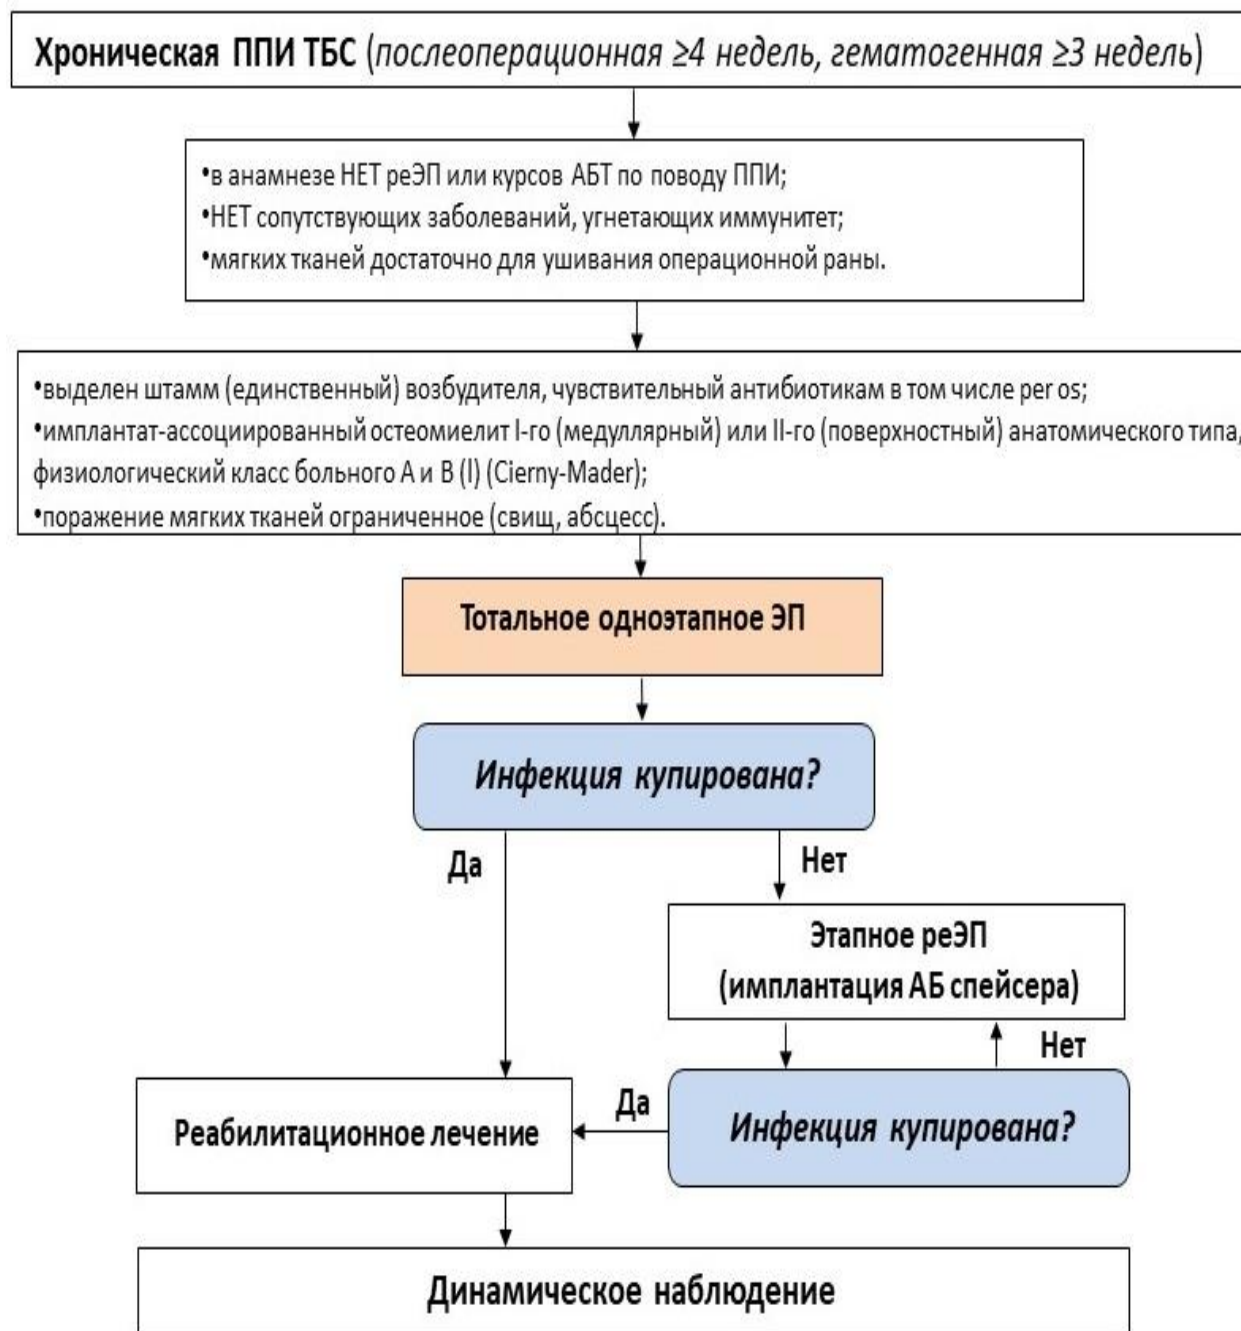 Хроническая ППИ ТБС (послеоперационная ≥4 недель, гематогенная ≥3 недель)
•в анамнезе НЕТ реЭП или курсов АБТ по поводу ППИ;
•НЕТ сопутствующих заболеваний, угнетающих иммунитет;
•мягких тканей достаточно для ушивания операционной раны.
•выделен штамм (единственный) возбудителя, чувствительный антибиотикам в том числе per os;
•имплантат-ассоциированный остеомиелит I-го (медуллярный) или II-го (поверхностный) анатомического типа,
физиологический класс больного А и В (l) (Cierny-Mader);
•поражение мягких тканей ограниченное (свищ, абсцесс).
Тотальное одноэтапное ЭП
Инфекция купирована?
Да
Нет
Этапное реЭП
(имплантация АБ спейсера)
Нет
Да
Инфекция купирована?
Реабилитационное лечение
Динамическое наблюдение